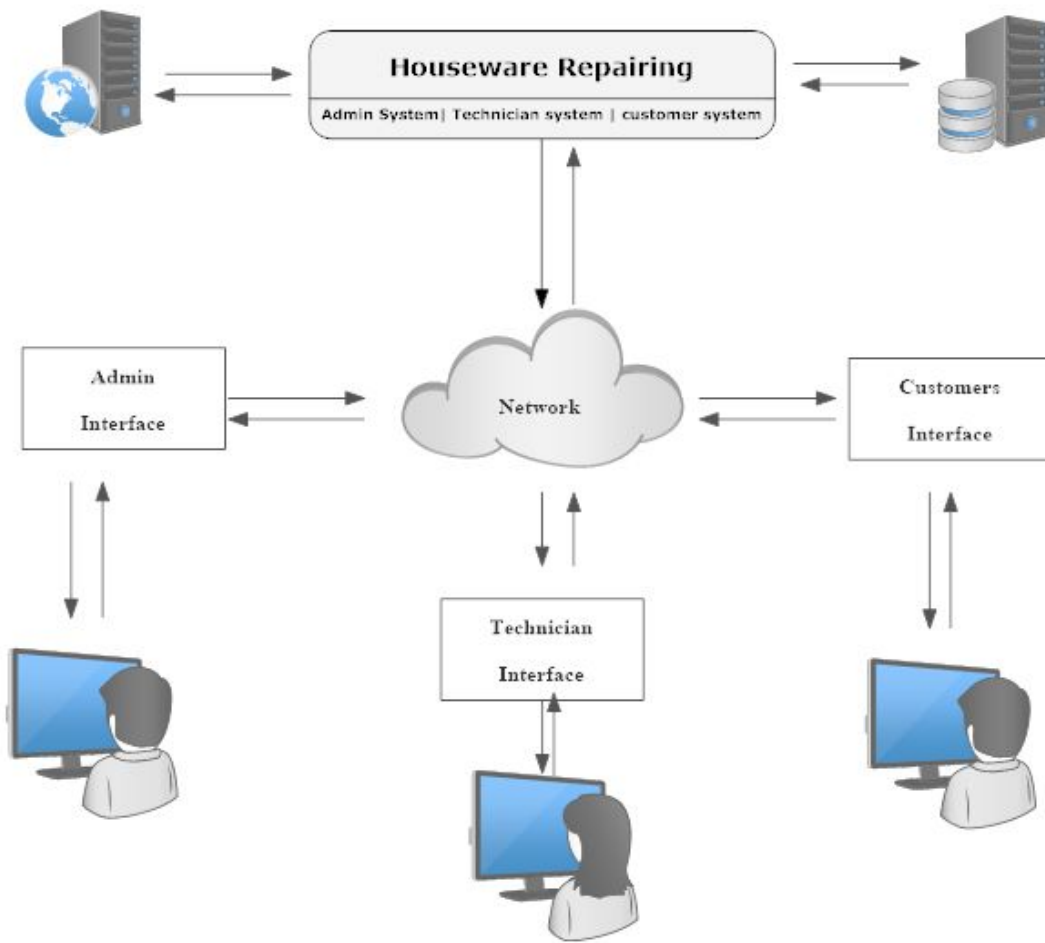 Houseware Repairing
Admin System| Technician system | customer system
Admin
Interface
Network
Customers
Interface
Technician
Interface